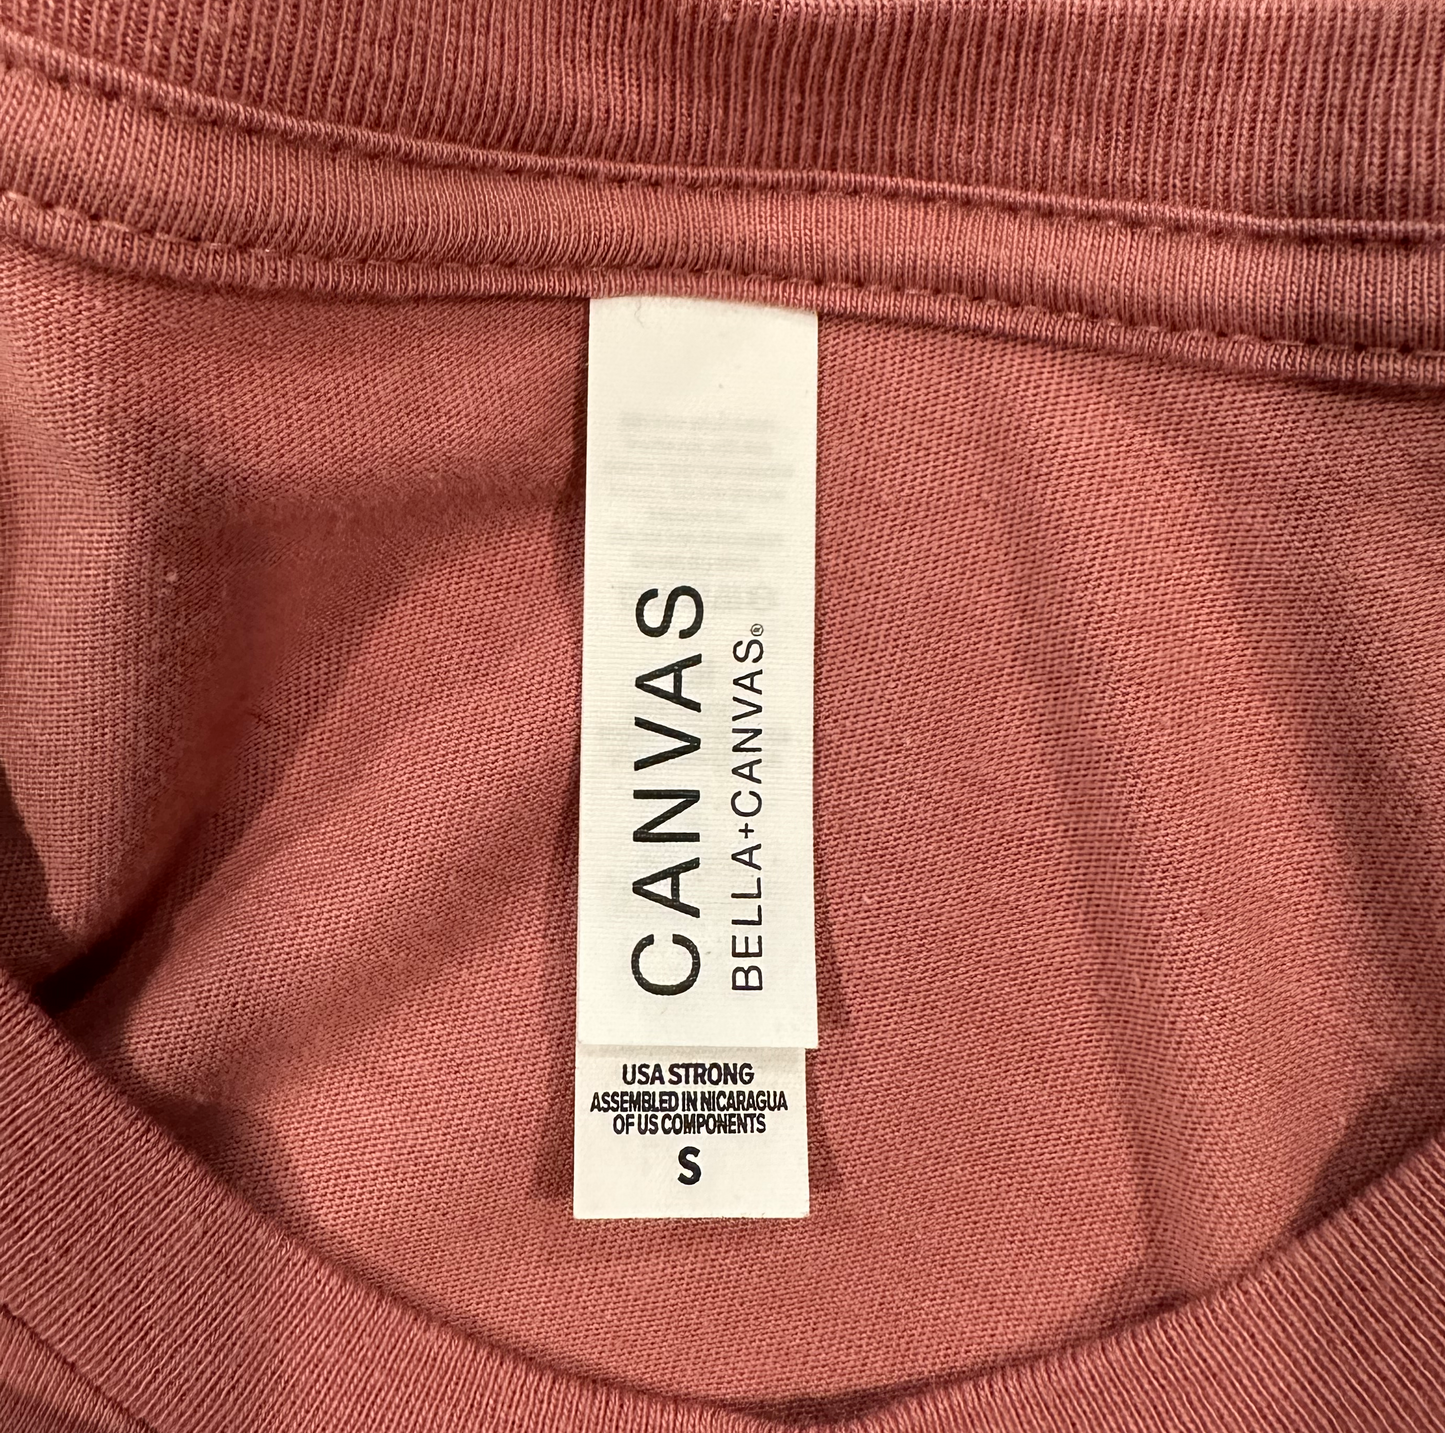 CANVAS
BELLA+CANVAS®
USA STRONG
ASSEMBLED IN NICARAGUA
OF US COMPONENTS
S